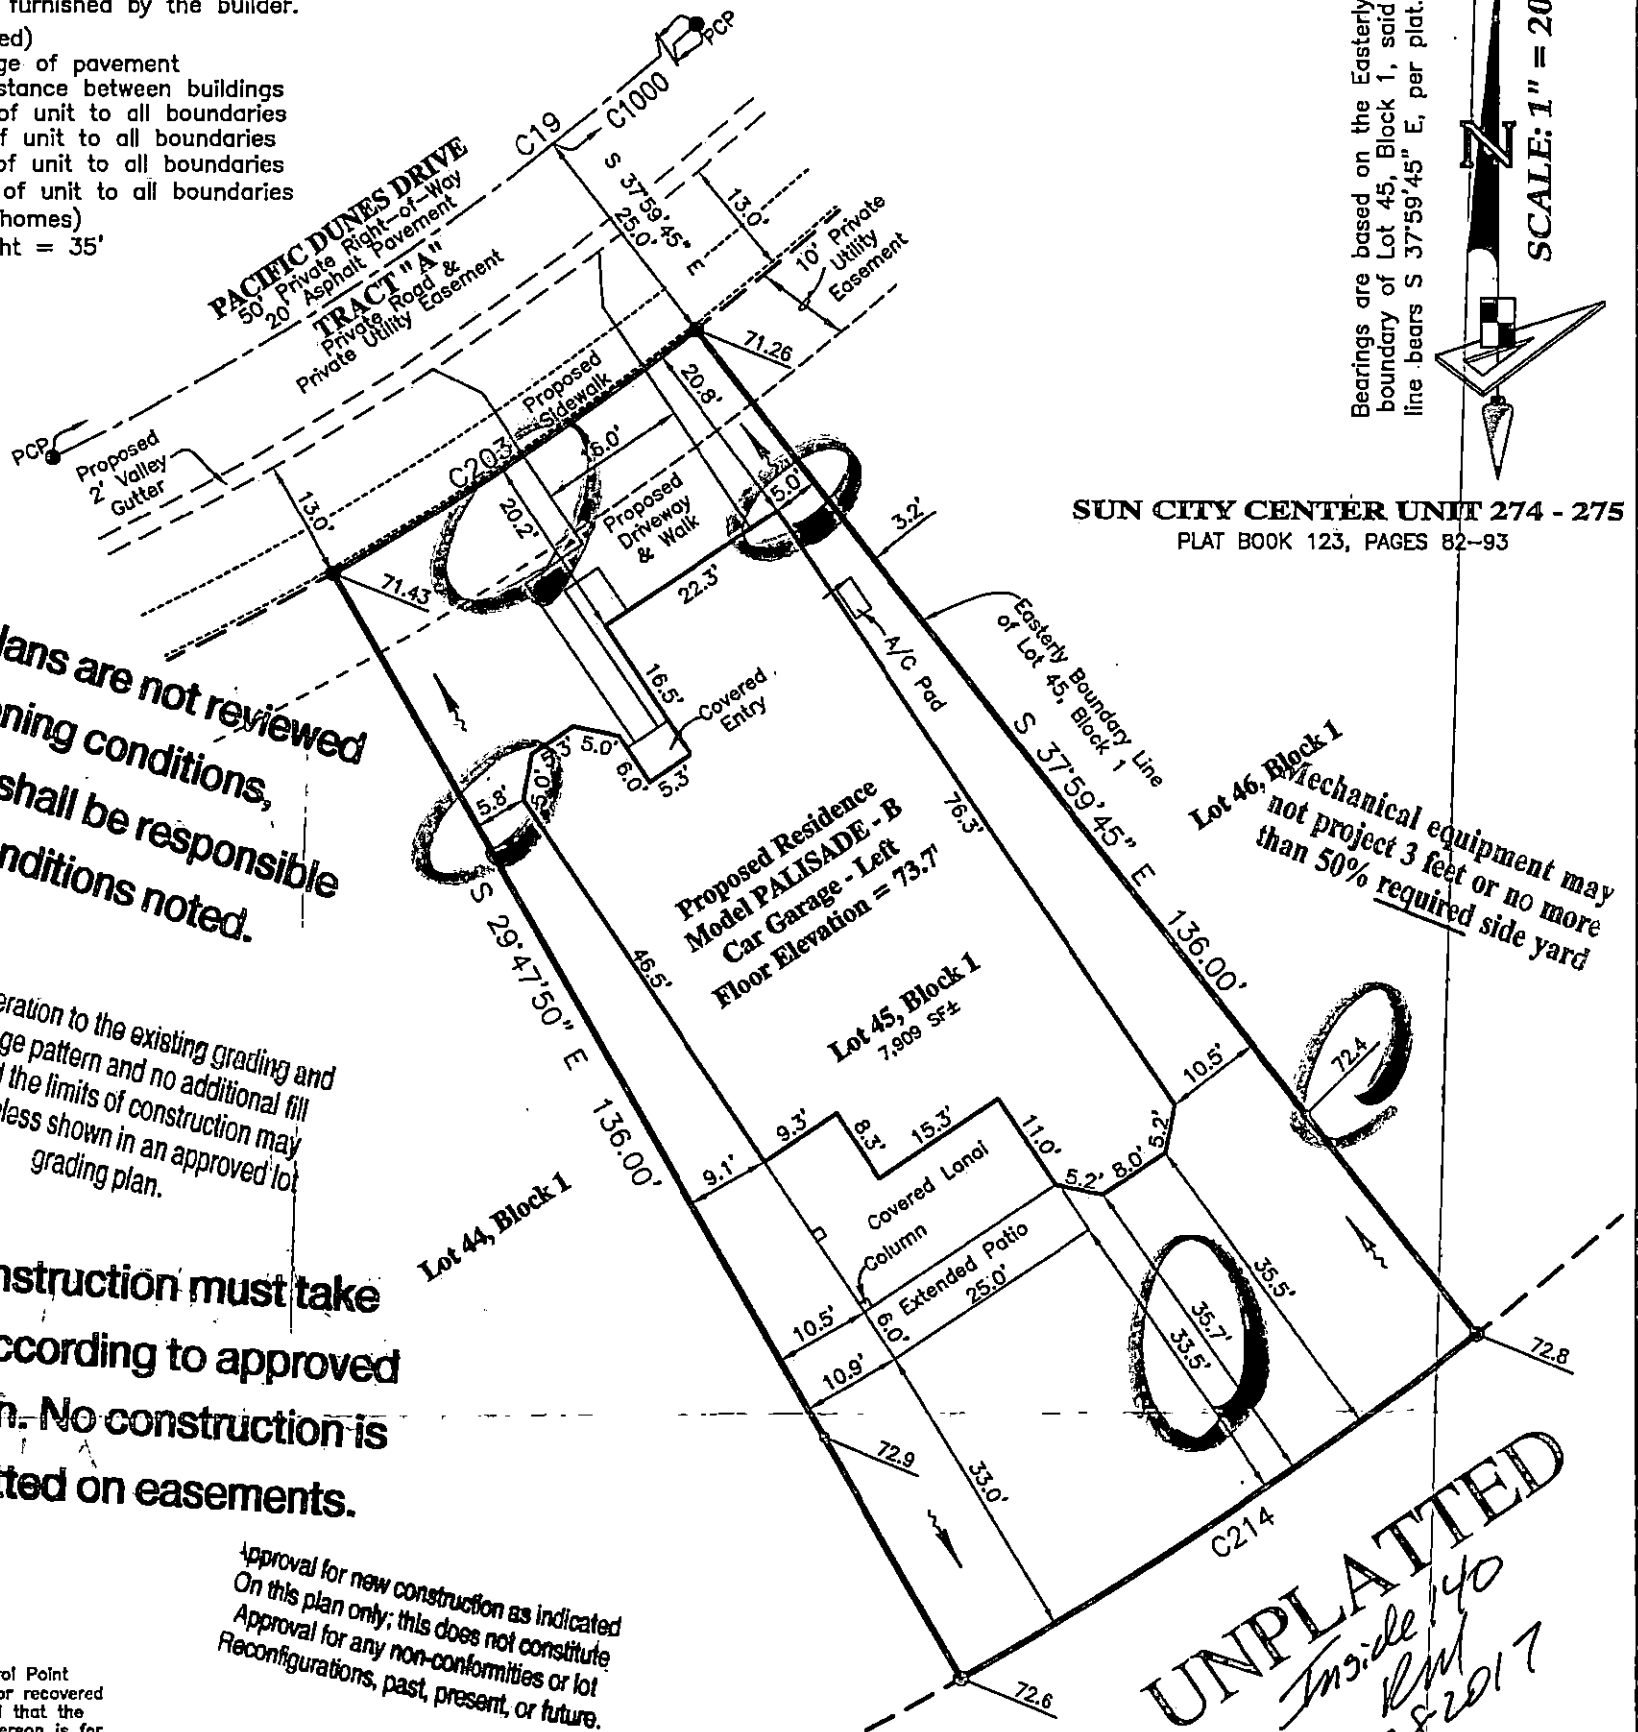 furnished by the builder.
ed)
ge of pavement
stance between buildings
of unit to all boundaries
f unit to all boundaries
of unit to all boundaries
of unit to all boundaries
homes)
ht = 35'
Bearings are based on the Easterly
boundary of Lot 45, Block 1, said
line bears S 37°59'45" E, per plat.
N
SCALE: 1" = 20
SUN CITY CENTER UNIT 274 - 275
PLAT BOOK 123, PAGES 82-93
PACIFIC DUNES DRIVE
50' Private Right-of-Way
20' Asphalt Pavement
TRACT "A"
Private Road &
Private Utility Easement
PCP
C19
C1000
PCP
S 37°59'45" E
25.0'
13.0'
10' Private
Utility
Easement
Proposed
2' Valley
Gutter
13.0'
C203
Proposed
Sidewalk
71.26
20.8'
16.0'
20.2'
Proposed
Driveway
& Walk
5.0'
3.2'
71.43
22.3'
16.5'
Covered
Entry
A/C Pad
Easterly Boundary Line
of Lot 45, Block 1
S 37°59'45" E
136.00'
5.3'
5.0'
6.0'
5.3'
5.0'
5.8'
76.3'
46.5'
Proposed Residence
Model PALISADE - B
Car Garage - Left
Floor Elevation = 73.7'
Lot 45, Block 1
7,909 SF±
Lot 46, Block 1
Mechanical equipment may
not project 3 feet or no more
than 50% required side yard
lans are not reviewed
ning conditions,
shall be responsible
nditions noted.
S 29°47'50" E
136.00'
eration to the existing grading and
ge pattern and no additional fill
d the limits of construction may
less shown in an approved lot
grading plan.
Lot 44, Block 1
9.1'
9.3'
8.3'
15.3'
11.0'
5.2'
8.0'
5.2'
10.5'
72.4
Covered Lanai
Column
Extended Patio
25.0'
10.5'
6.0'
10.9'
35.5'
35.7'
33.5'
33.0'
72.8
72.9
72.6
C214
nstruction must take
ccording to approved
n. No construction is
tted on easements.
Approval for new construction as indicated
On this plan only; this does not constitute
Approval for any non-conformities or lot
Reconfigurations, past, present, or future.
UNPLATTED
Inside 140
2017
rol Point
or recovered
that the
erson is for